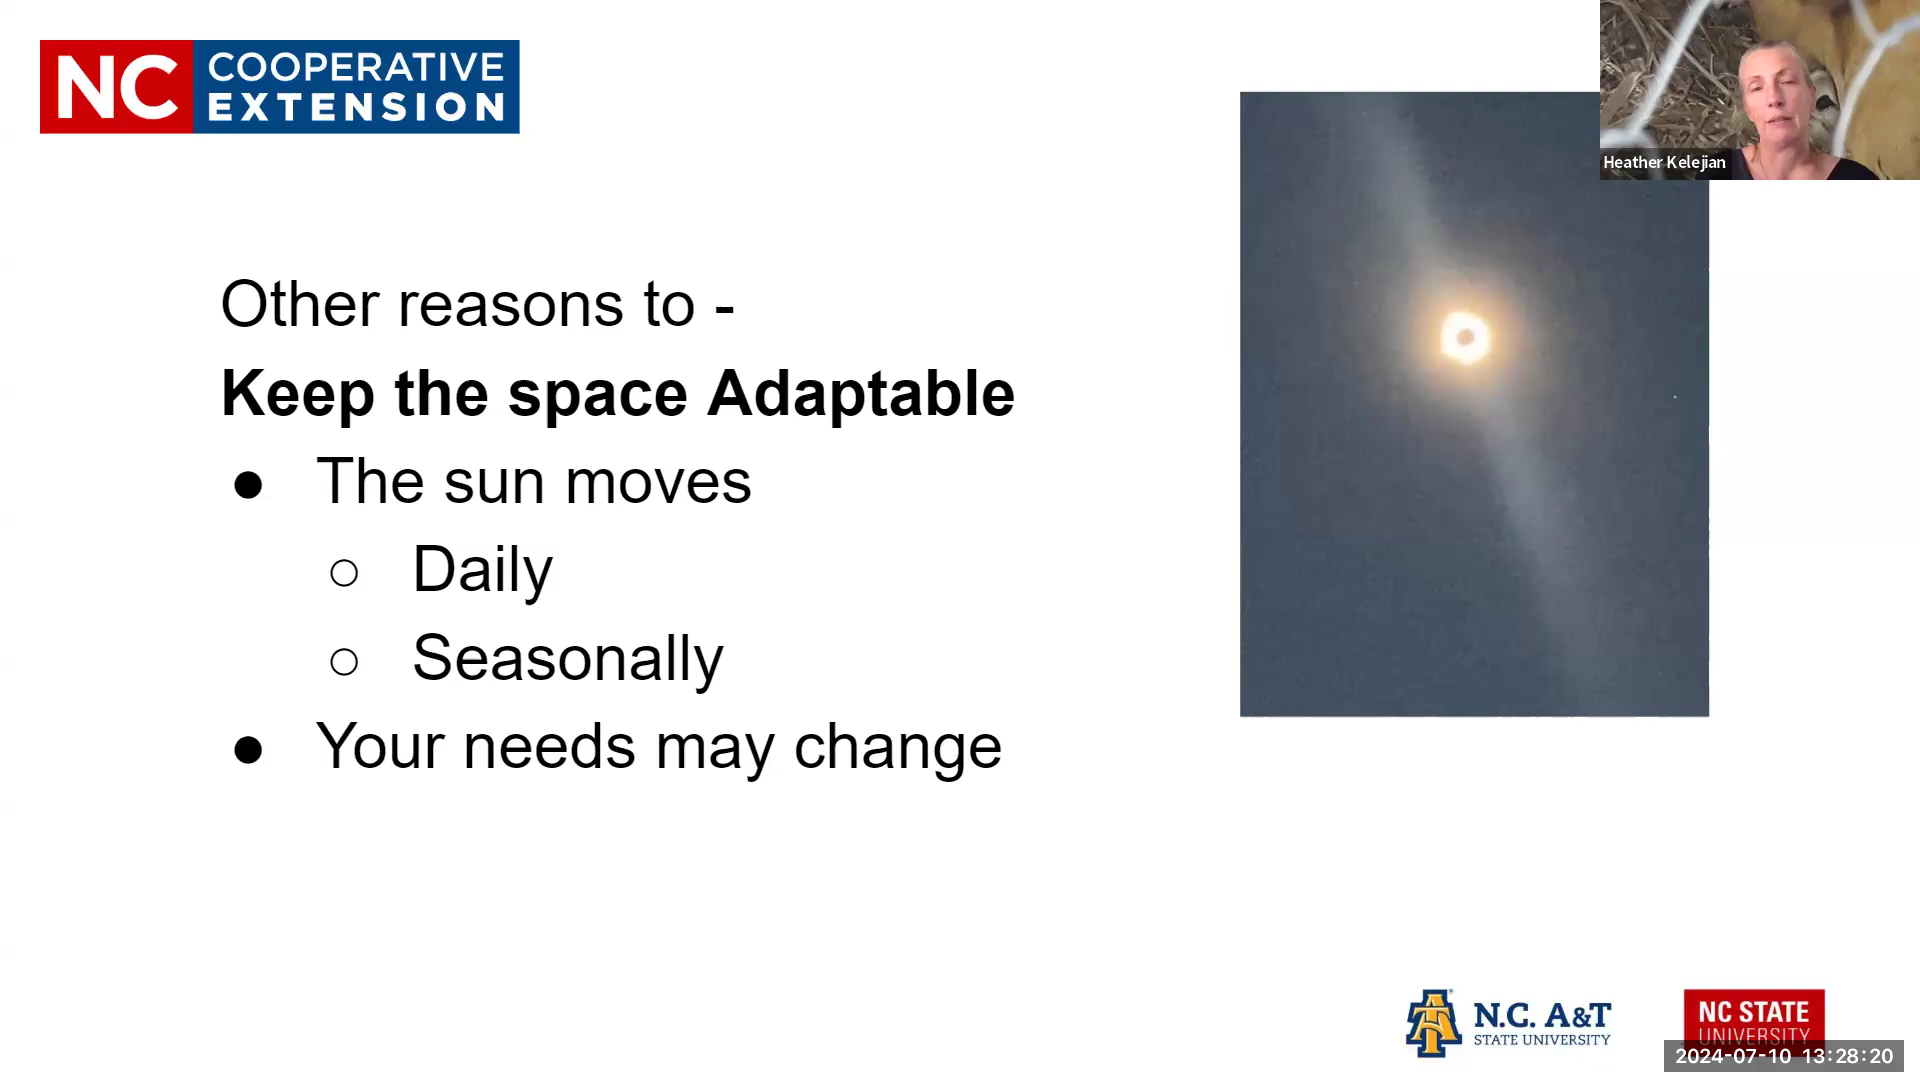 NC COOPERATIVE
EXTENSION
Heather Kelejian
Other reasons to -
Keep the space Adaptable
● The sun moves
○ Daily
○ Seasonally
● Your needs may change
N.C. A&T
STATE UNIVERSITY
NC STATE
UNIVERSITY
2024-07-10 13:28:20